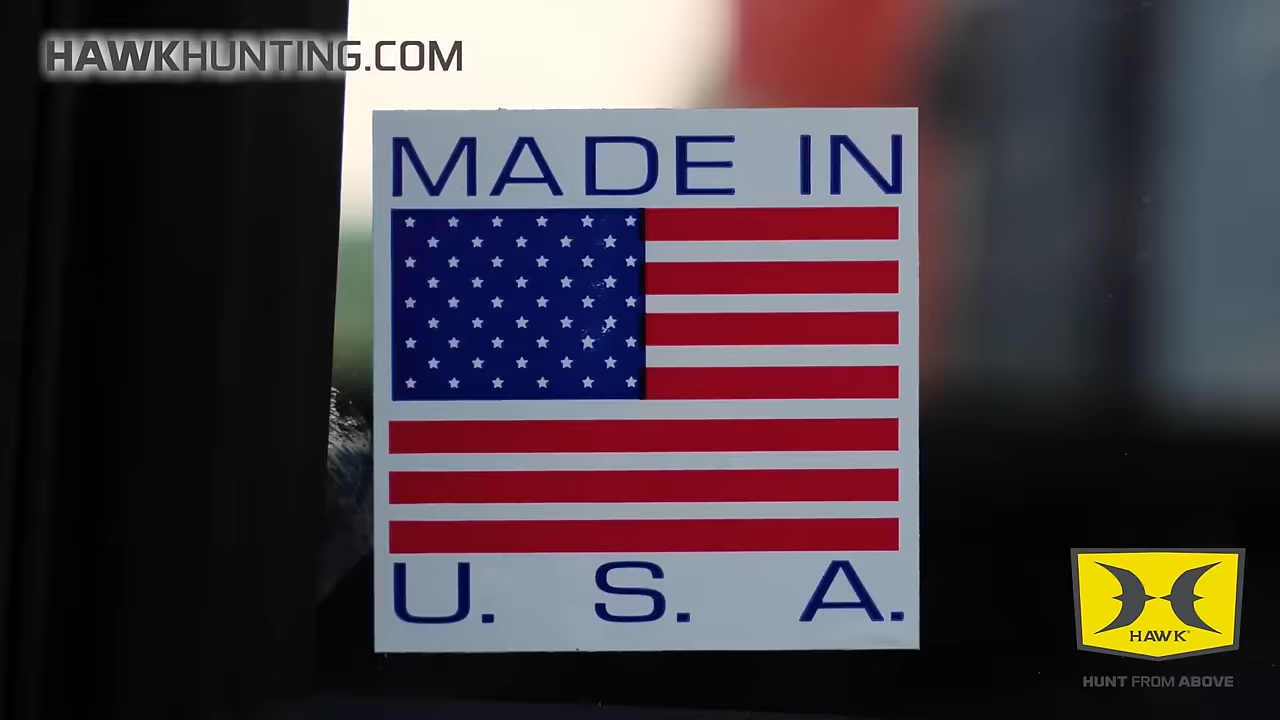 HAWKHUNTING.COM
MADE IN
U. S. A.
HAWK
HUNT FROM ABOVE